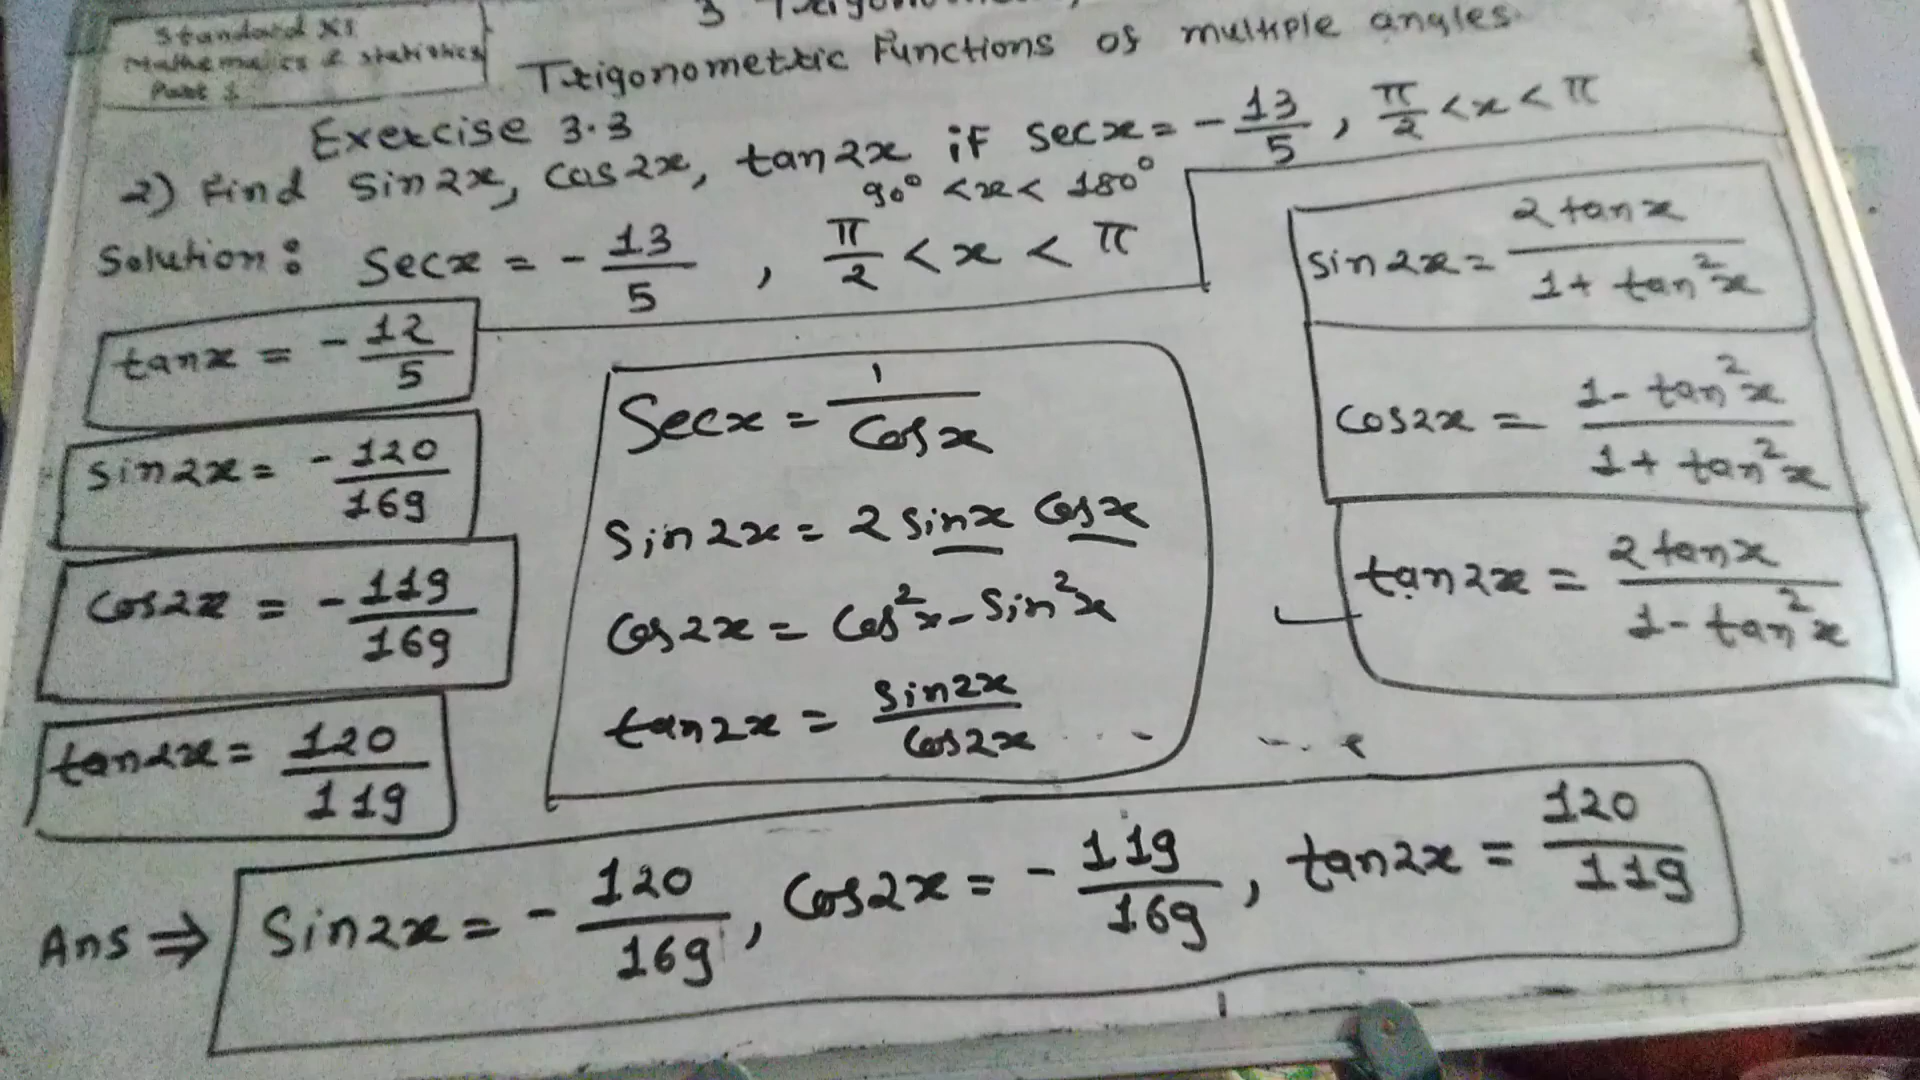 Standard XI
Mathematics & statistics
Part 1
Trigonometric Functions of multiple angles
Exercise 3.3
2) Find sin2x, cos2x, tan2x if secx = -13/5, π/2 < x < π
90° < x < 180°
Solution: Secx = -13/5, π/2 < x < π
tanx = -12/5
sin2x = -120/169
Cos2x = -119/169
tan2x = 120/119
Secx = 1/Cosx
Sin2x = 2 sinx Cosx
Cos2x = Cos²x - Sin²x
tan2x = Sin2x/Cos2x
sin2x = 2tanx/1+tan²x
Cos2x = 1-tan²x/1+tan²x
tan2x = 2tanx/1-tan²x
Ans ⇒ Sin2x = -120/169, Cos2x = -119/169, tan2x = 120/119